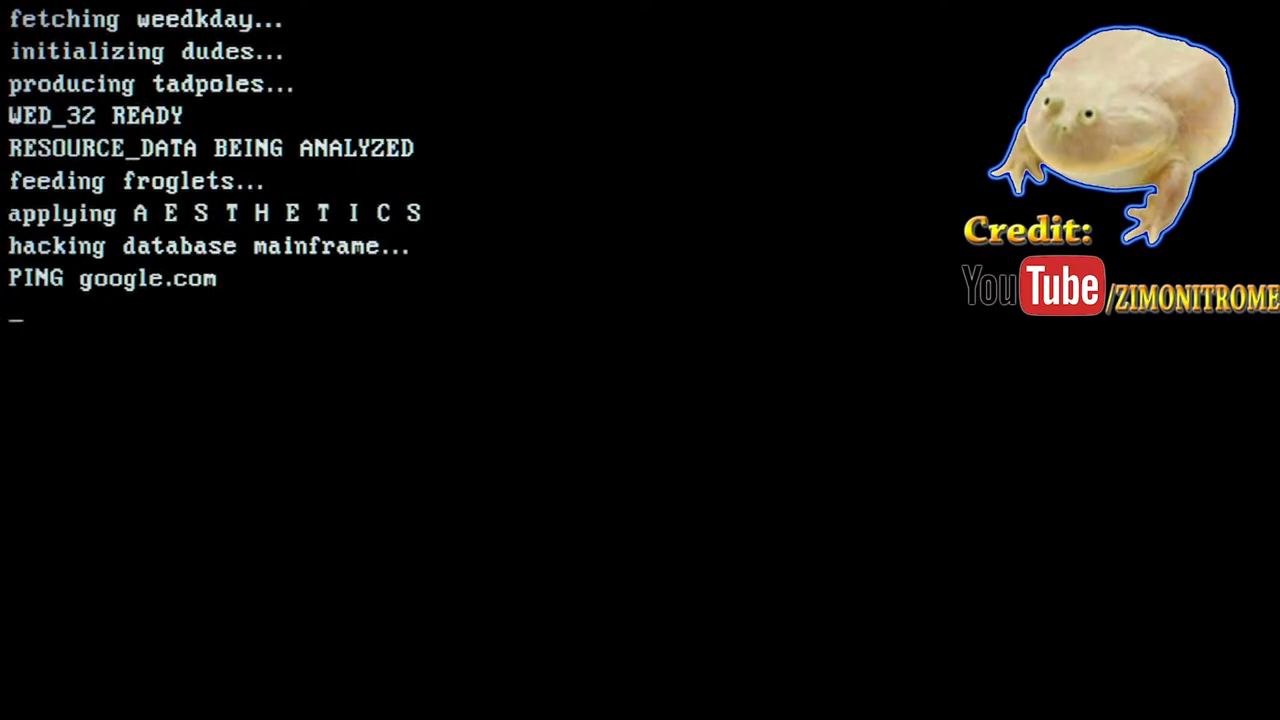 fetching weedkday...
initializing dudes...
producing tadpoles...
WED_32 READY
RESOURCE_DATA BEING ANALYZED
feeding froglets...
applying A E S T H E T I C S
hacking database mainframe...
PING google.com
_
Credit:
YouTube/ZIMONITROME